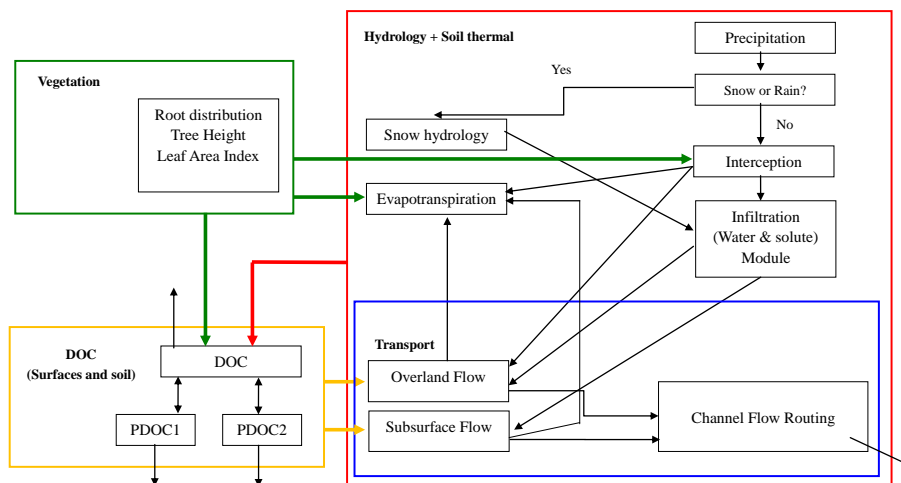 Hydrology + Soil thermal
Precipitation
Yes
Snow or Rain?
Vegetation
Root distribution
Tree Height
Leaf Area Index
Snow hydrology
No
Interception
Evapotranspiration
Infiltration
(Water & solute)
Module
Transport
DOC
(Surfaces and soil)
DOC
Overland Flow
PDOC1
PDOC2
Subsurface Flow
Channel Flow Routing